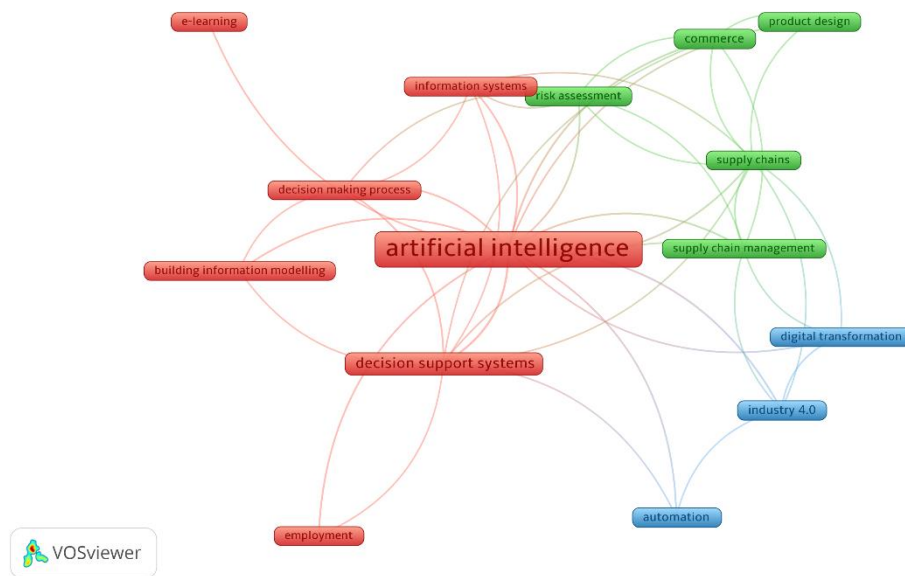 e-learning
product design
commerce
information systems
risk assessment
supply chains
decision making process
artificial intelligence
supply chain management
building information modelling
digital transformation
decision support systems
industry 4.0
automation
employment
VOSviewer